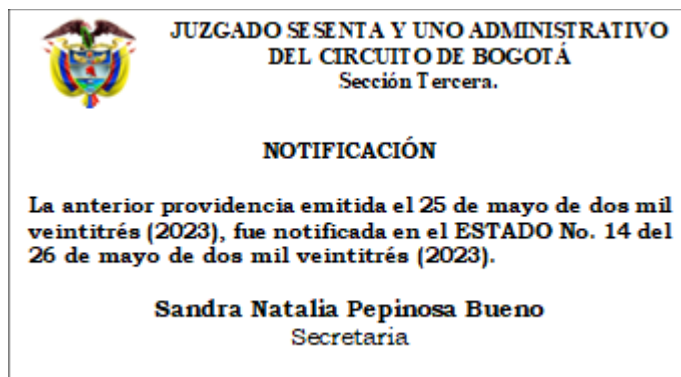 JUZGADO SESENTA Y UNO ADMINISTRATIVO
DEL CIRCUITO DE BOGOTÁ
Sección Tercera.
NOTIFICACIÓN
La anterior providencia emitida el 25 de mayo de dos mil
veintitrés (2023), fue notificada en el ESTADO No. 14 del
26 de mayo de dos mil veintitrés (2023).
Sandra Natalia Pepinosa Bueno
Secretaria